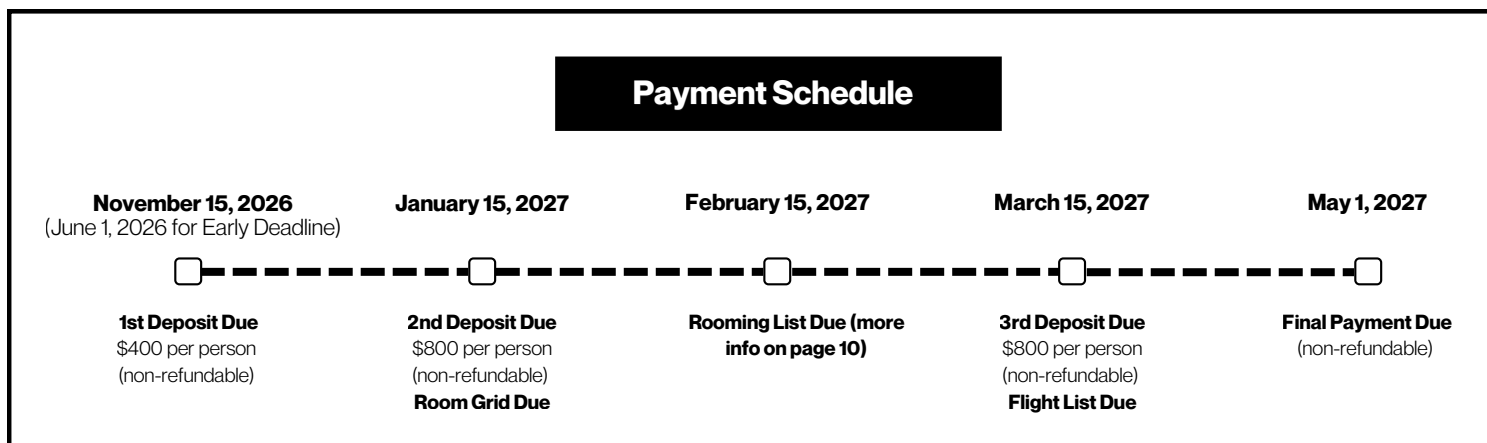 Payment Schedule
November 15, 2026
(June 1, 2026 for Early Deadline)
1st Deposit Due
$400 per person
(non-refundable)
January 15, 2027
2nd Deposit Due
$800 per person
(non-refundable)
Room Grid Due
February 15, 2027
Rooming List Due (more
info on page 10)
March 15, 2027
3rd Deposit Due
$800 per person
(non-refundable)
Flight List Due
May 1, 2027
Final Payment Due
(non-refundable)